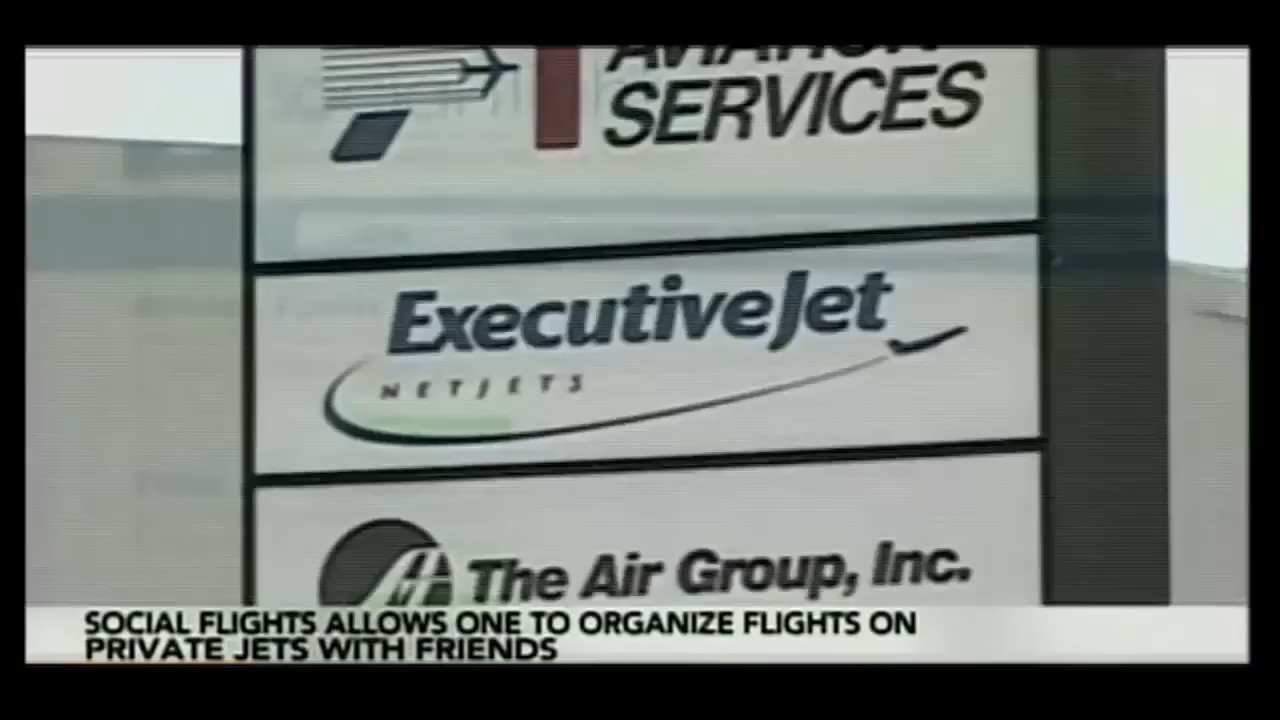 AVIATION
SERVICES
ExecutiveJet
NETJETS
The Air Group, Inc.
SOCIAL FLIGHTS ALLOWS ONE TO ORGANIZE FLIGHTS ON
PRIVATE JETS WITH FRIENDS